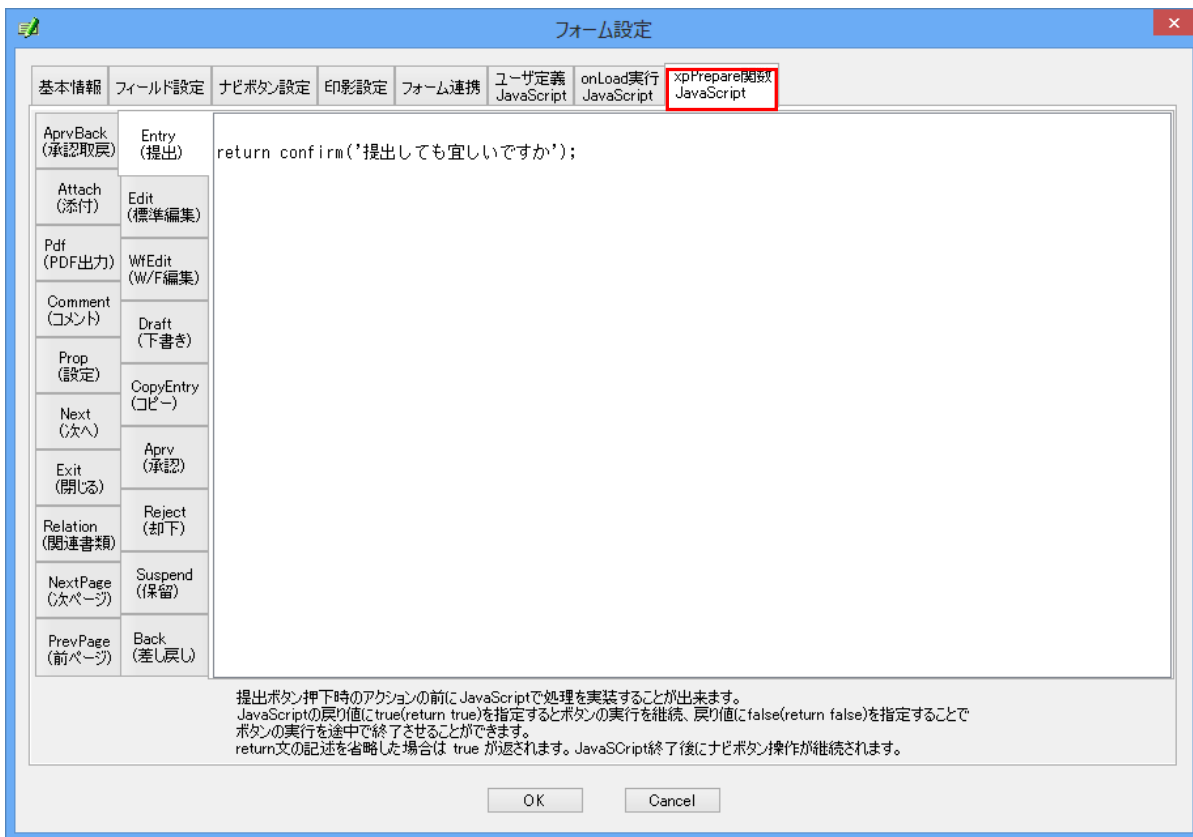 フォーム設定
基本情報
フィールド設定
ナビボタン設定
印影設定
フォーム連携
ユーザ定義
JavaScript
onLoad実行
JavaScript
xpPrepare関数
JavaScript
AprvBack
(承認取戻)
Attach
(添付)
Pdf
(PDF出力)
Comment
(コメント)
Prop
(設定)
Next
(次へ)
Exit
(閉じる)
Relation
(関連書類)
NextPage
(次ページ)
PrevPage
(前ページ)
Entry
(提出)
Edit
(標準編集)
WfEdit
(W/F編集)
Draft
(下書き)
CopyEntry
(コピー)
Aprv
(承認)
Reject
(却下)
Suspend
(保留)
Back
(差し戻し)
return confirm('提出しても宜しいですか');
提出ボタン押下時のアクションの前にJavaScriptで処理を実装することが出来ます。
JavaScriptの戻り値にtrue(return true)を指定するとボタンの実行を継続、戻り値にfalse(return false)を指定することで
ボタンの実行を途中で終了させることができます。
return文の記述を省略した場合は true が返されます。JavaSCript終了後にナビボタン操作が継続されます。
OK
Cancel